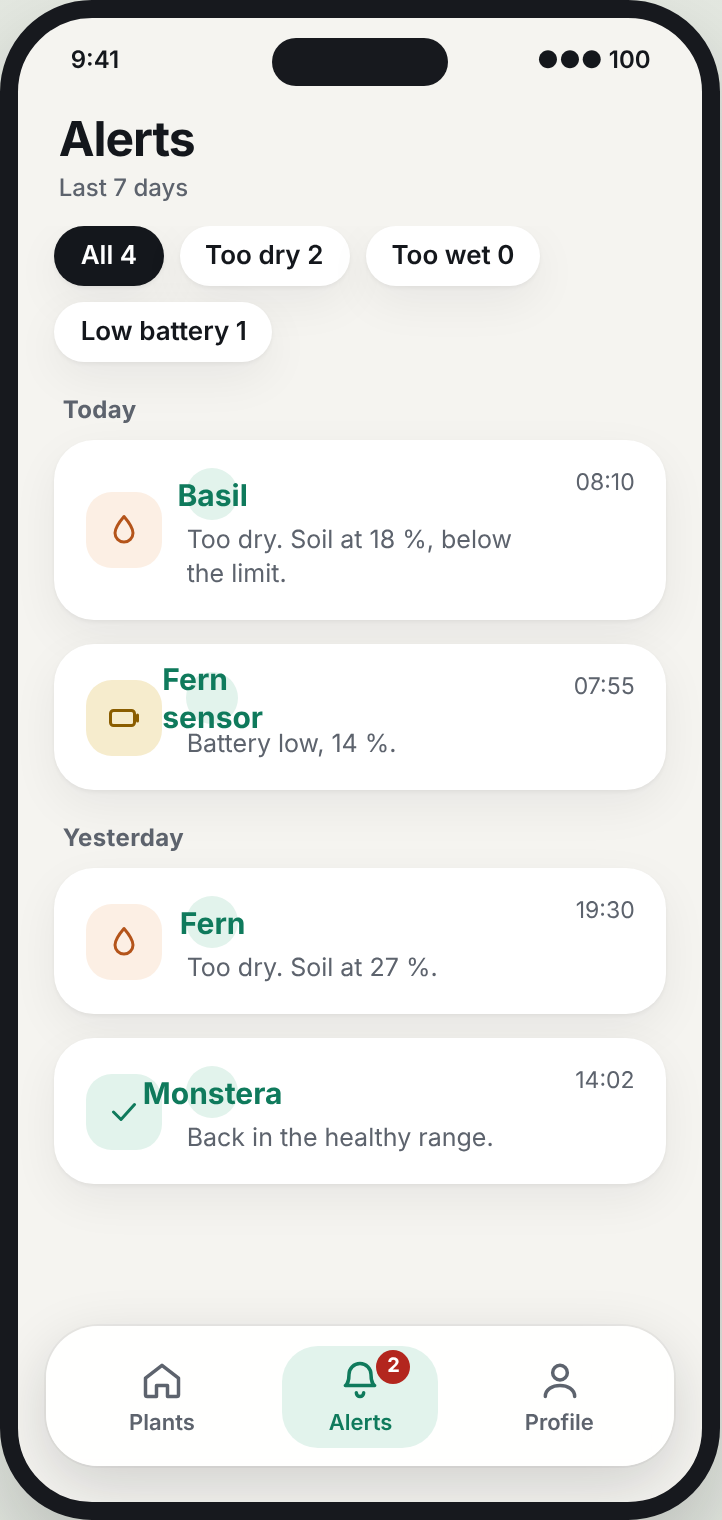 9:41
100
Alerts
Last 7 days
All 4
Too dry 2
Too wet 0
Low battery 1
Today
Basil
08:10
Too dry. Soil at 18 %, below
the limit.
Fern
sensor
07:55
Battery low, 14 %.
Yesterday
Fern
19:30
Too dry. Soil at 27 %.
Monstera
14:02
Back in the healthy range.
2
Plants
Alerts
Profile